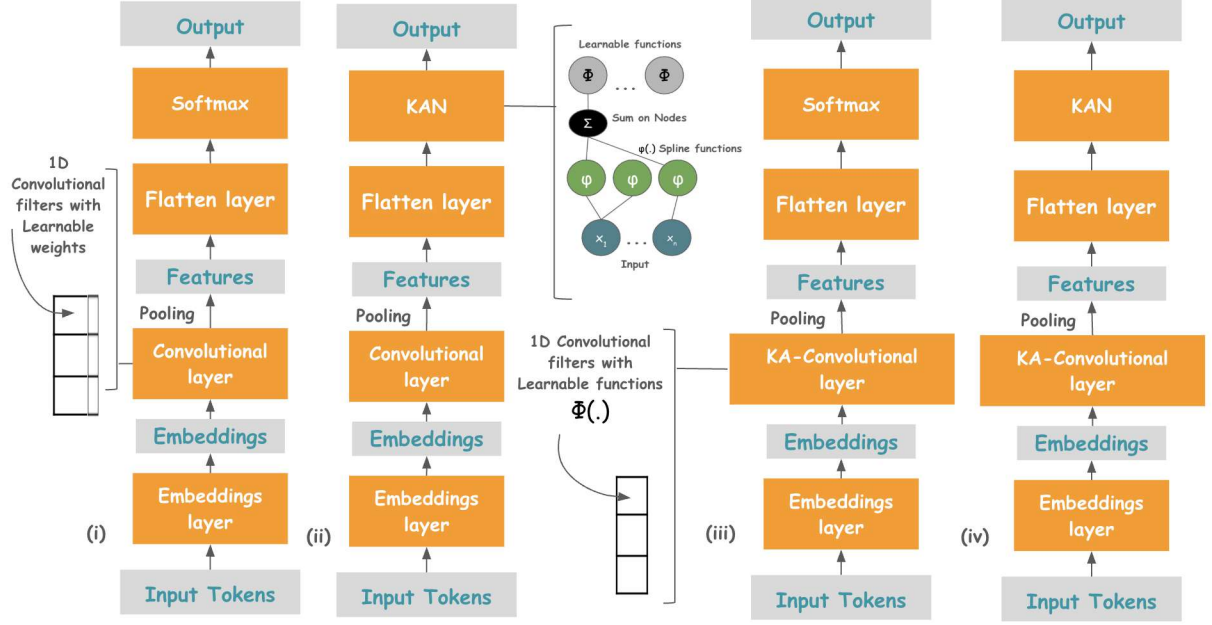 Output
Softmax
Flatten layer
Features
Pooling
Convolutional
layer
Embeddings
Embeddings
layer
Input Tokens
(i)
1D
Convolutional
filters with
Learnable
weights
Output
KAN
Flatten layer
Features
Pooling
Convolutional
layer
Embeddings
Embeddings
layer
Input Tokens
(ii)
Learnable functions
Φ ... Φ
Σ Sum on Nodes
φ(.) Spline functions
φ φ φ
x1 ... xn
Input
1D Convolutional
filters with
Learnable functions
Φ(.)
Output
Softmax
Flatten layer
Features
Pooling
KA-Convolutional
layer
Embeddings
Embeddings
layer
Input Tokens
(iii)
Output
KAN
Flatten layer
Features
Pooling
KA-Convolutional
layer
Embeddings
Embeddings
layer
Input Tokens
(iv)